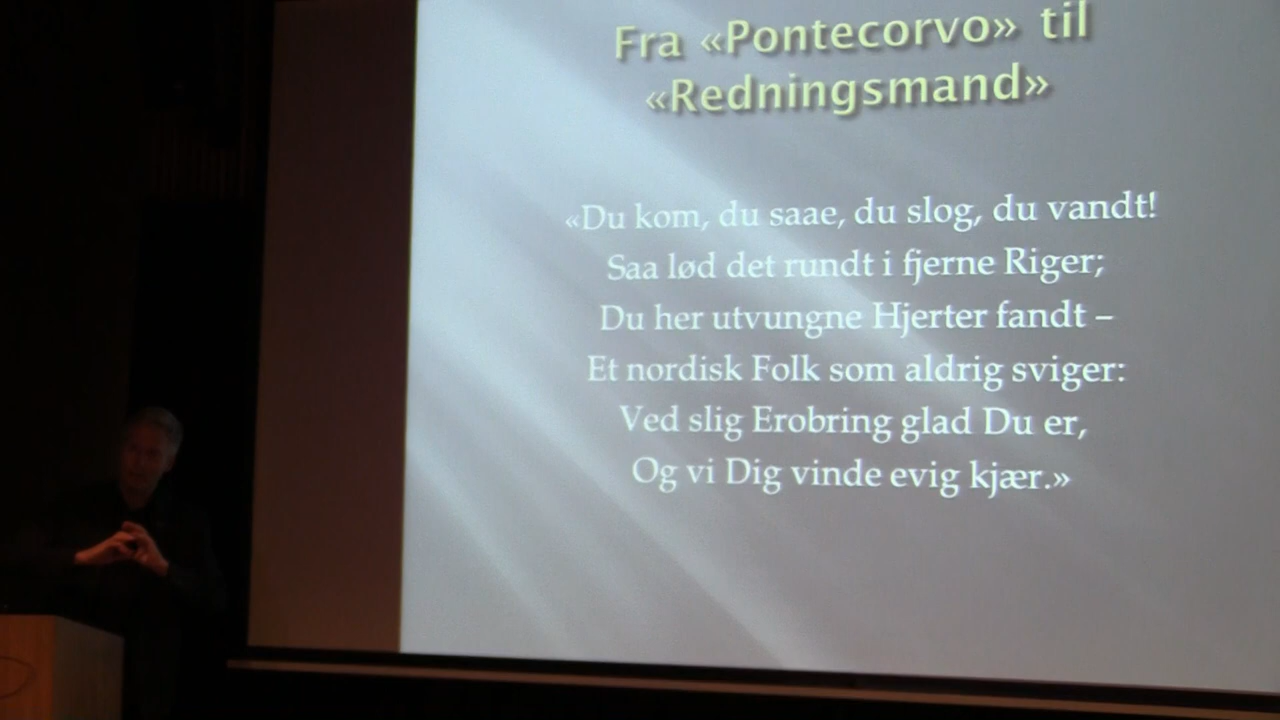 Fra «Pontecorvo» til
«Redningsmand»
«Du kom, du saae, du slog, du vandt!
Saa lød det rundt i fjerne Riger;
Du her utvungne Hjerter fandt –
Et nordisk Folk som aldrig sviger:
Ved slig Erobring glad Du er,
Og vi Dig vinde evig kjær.»